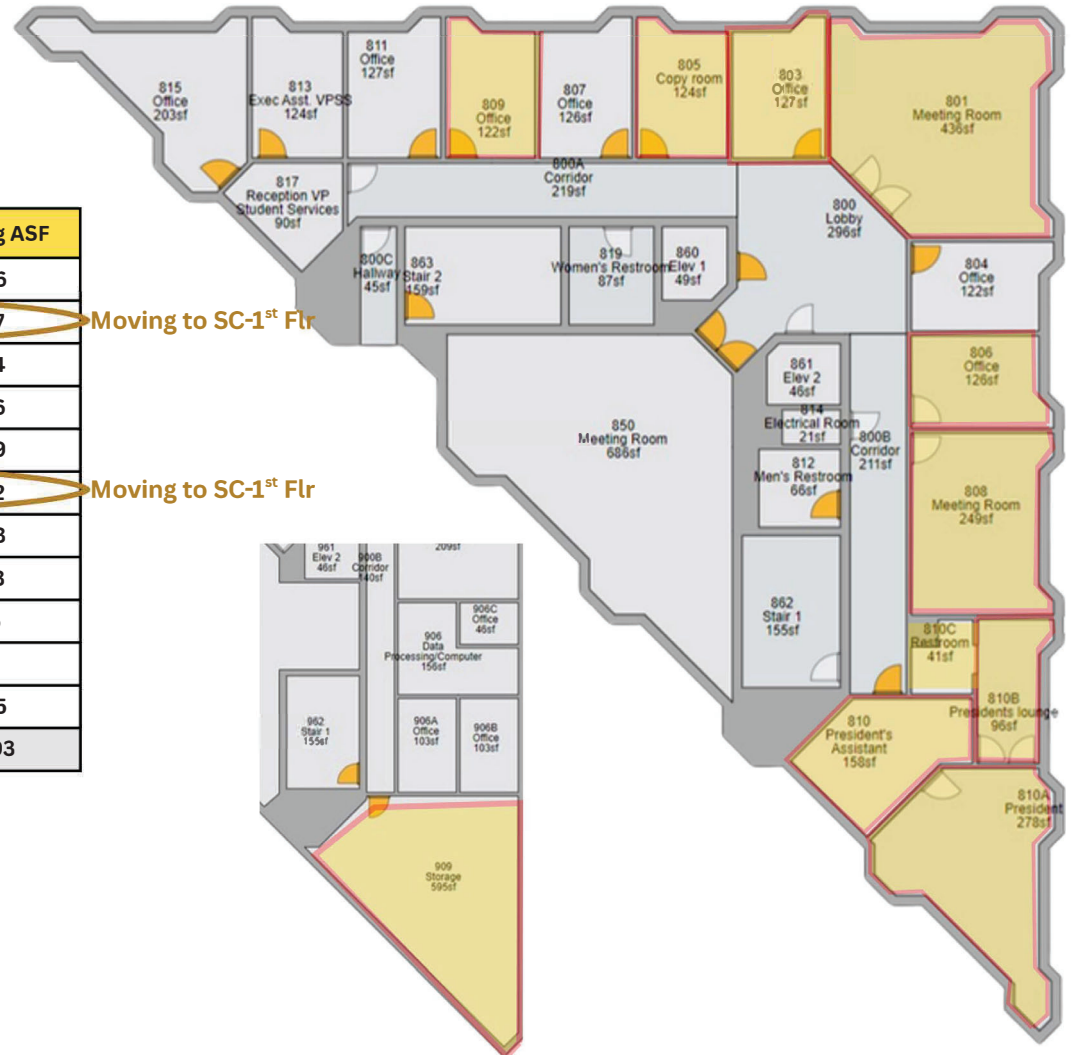 g ASF
6
7
Moving to SC-1st Flr
4
6
9
2
Moving to SC-1st Flr
8
3
5
03
815
Office
203sf
813
Exec Asst. VPSS
124sf
811
Office
127sf
809
Office
122sf
807
Office
126sf
805
Copy room
124sf
803
Office
127sf
801
Meeting Room
436sf
817
Reception VP
Student Services
90sf
800A
Corridor
219sf
800
Lobby
296sf
800C
Hallway
45sf
863
Stair 2
159sf
819
Women's Restroom
87sf
860
Elev 1
49sf
804
Office
122sf
806
Office
126sf
861
Elev 2
46sf
814
Electrical Room
21sf
800B
Corridor
211sf
850
Meeting Room
686sf
812
Men's Restroom
66sf
808
Meeting Room
249sf
862
Stair 1
155sf
810C
Restroom
41sf
810B
Presidents lounge
96sf
810
President's
Assistant
158sf
810A
President
278sf
961
Elev 2
46sf
900B
Corridor
140sf
209sf
906C
Office
46sf
906
Data
Processing/Computer
156sf
962
Stair 1
155sf
906A
Office
103sf
906B
Office
103sf
909
Storage
595sf